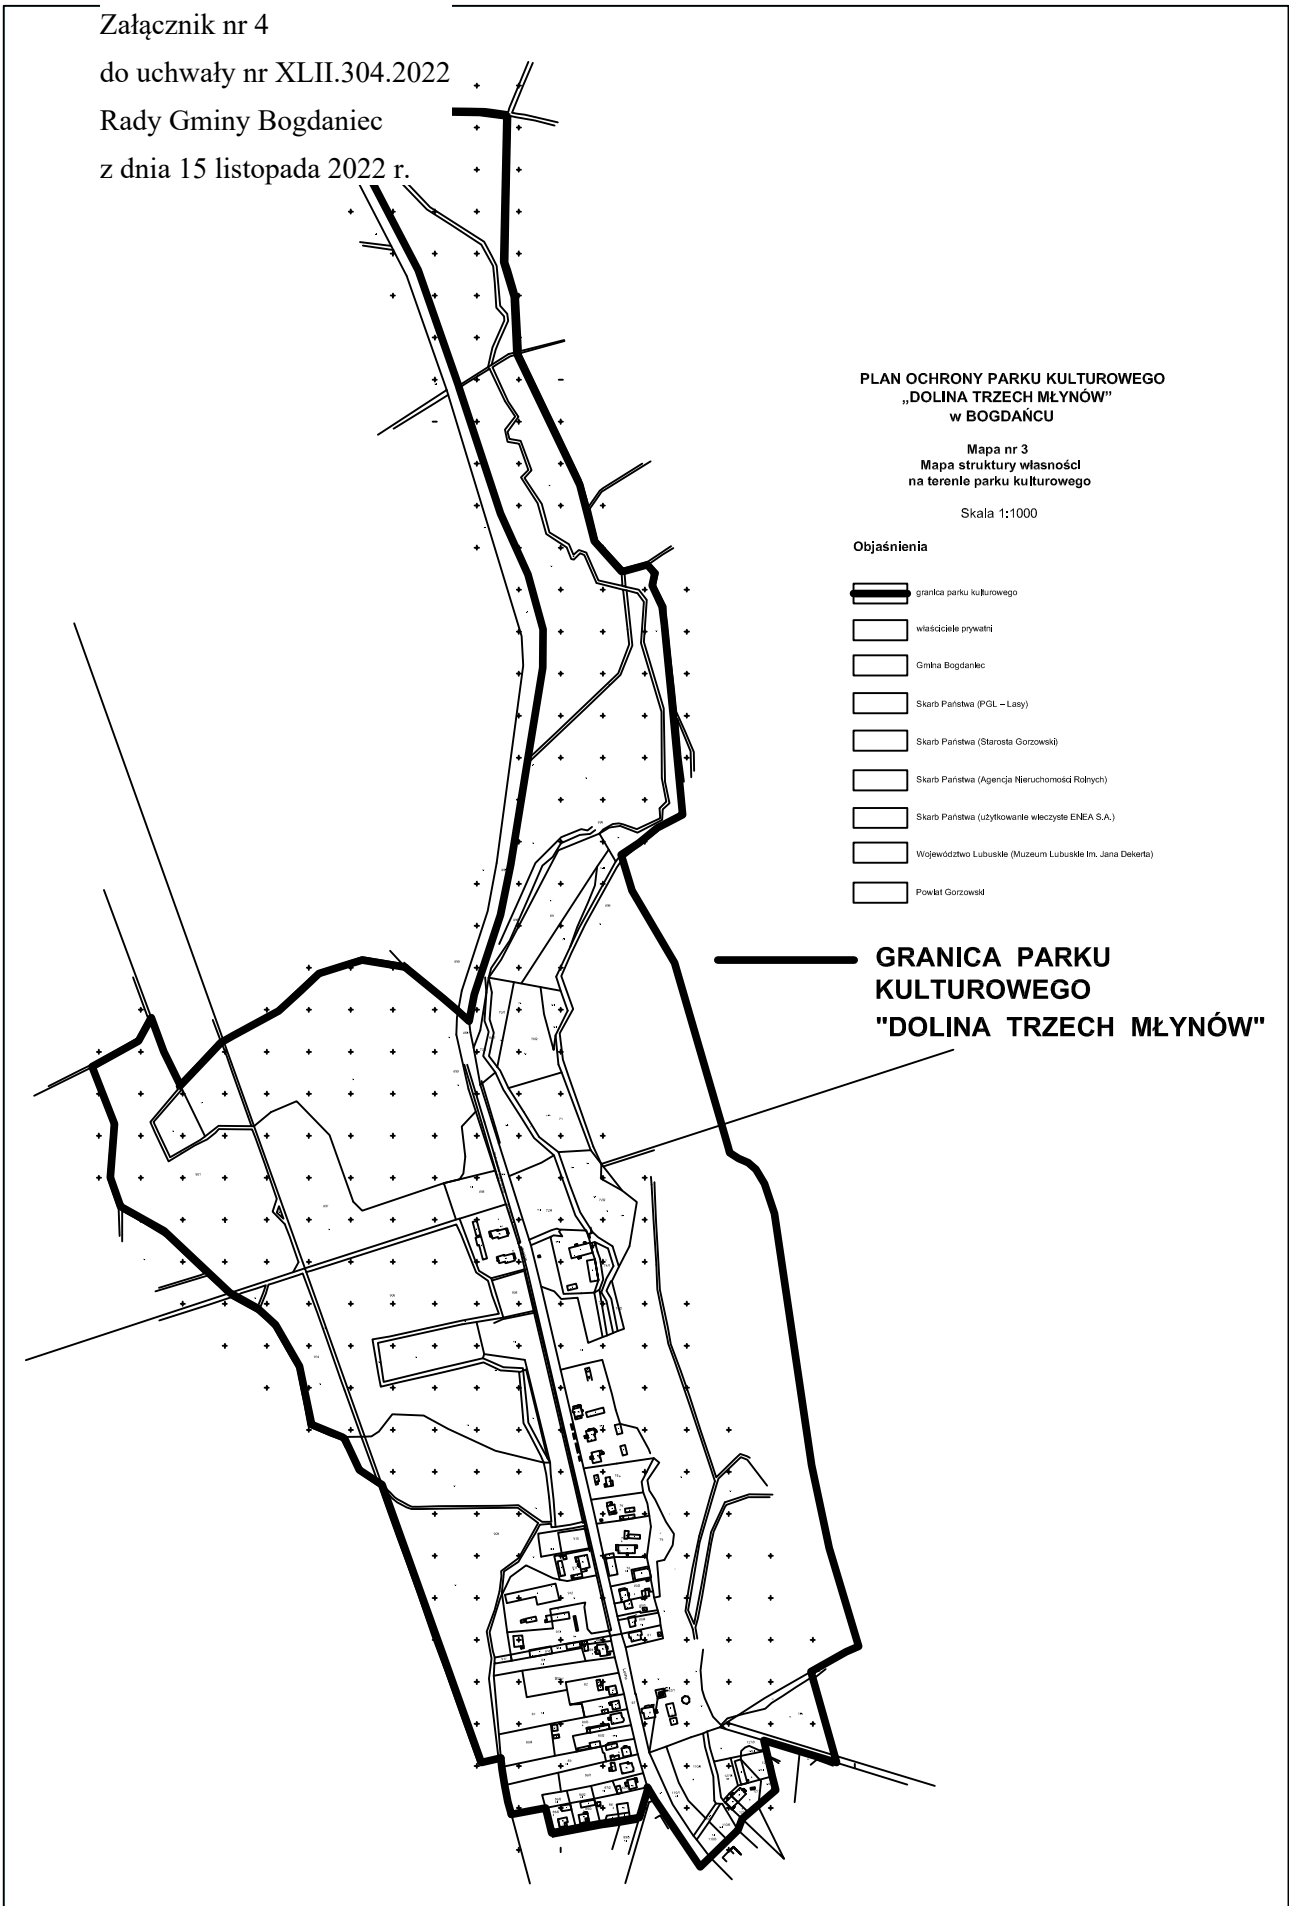 Załącznik nr 4
do uchwały nr XLII.304.2022
Rady Gminy Bogdaniec
z dnia 15 listopada 2022 r.
PLAN OCHRONY PARKU KULTUROWEGO
„DOLINA TRZECH MŁYNÓW”
w BOGDAŃCU
Mapa nr 3
Mapa struktury własności
na terenie parku kulturowego
Skala 1:1000
Objaśnienia
granica parku kulturowego
właściciele prywatni
Gmina Bogdaniec
Skarb Państwa (PGL – Lasy)
Skarb Państwa (Starosta Gorzowski)
Skarb Państwa (Agencja Nieruchomości Rolnych)
Skarb Państwa (użytkowanie wieczyste ENEA S.A.)
Województwo Lubuskie (Muzeum Lubuskie im. Jana Dekerta)
Powiat Gorzowski
GRANICA PARKU
KULTUROWEGO
"DOLINA TRZECH MŁYNÓW"